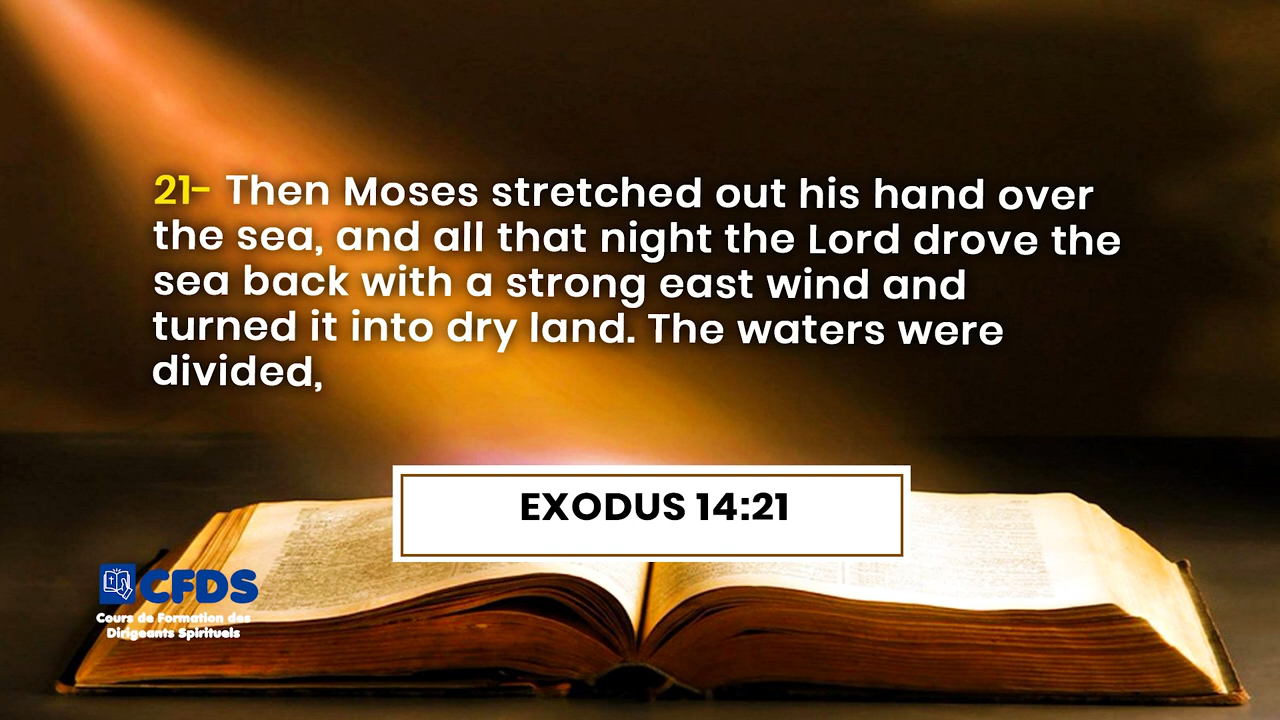 21- Then Moses stretched out his hand over
the sea, and all that night the Lord drove the
sea back with a strong east wind and
turned it into dry land. The waters were
divided,
EXODUS 14:21
CFDS
Cours de Formation des
Dirigeants Spirituels